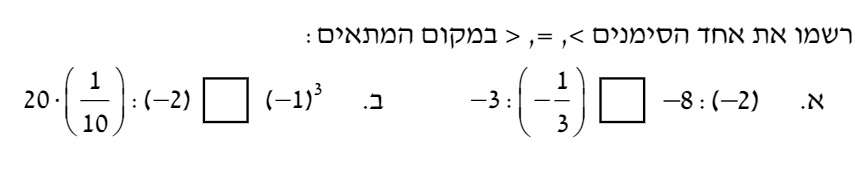 רשמו את אחד הסימנים >, =, < במקום המתאים :
א. −3 : (−1/3) □ −8 : (−2) ב. 20 · (1/10) : (−2) □ (−1)³